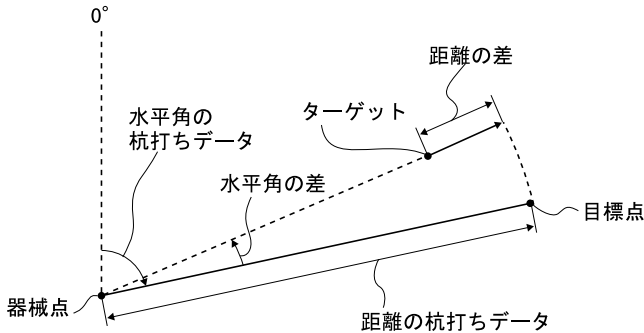 0°
距離の差
水平角の
杭打ちデータ
ターゲット
水平角の差
目標点
器械点
距離の杭打ちデータ